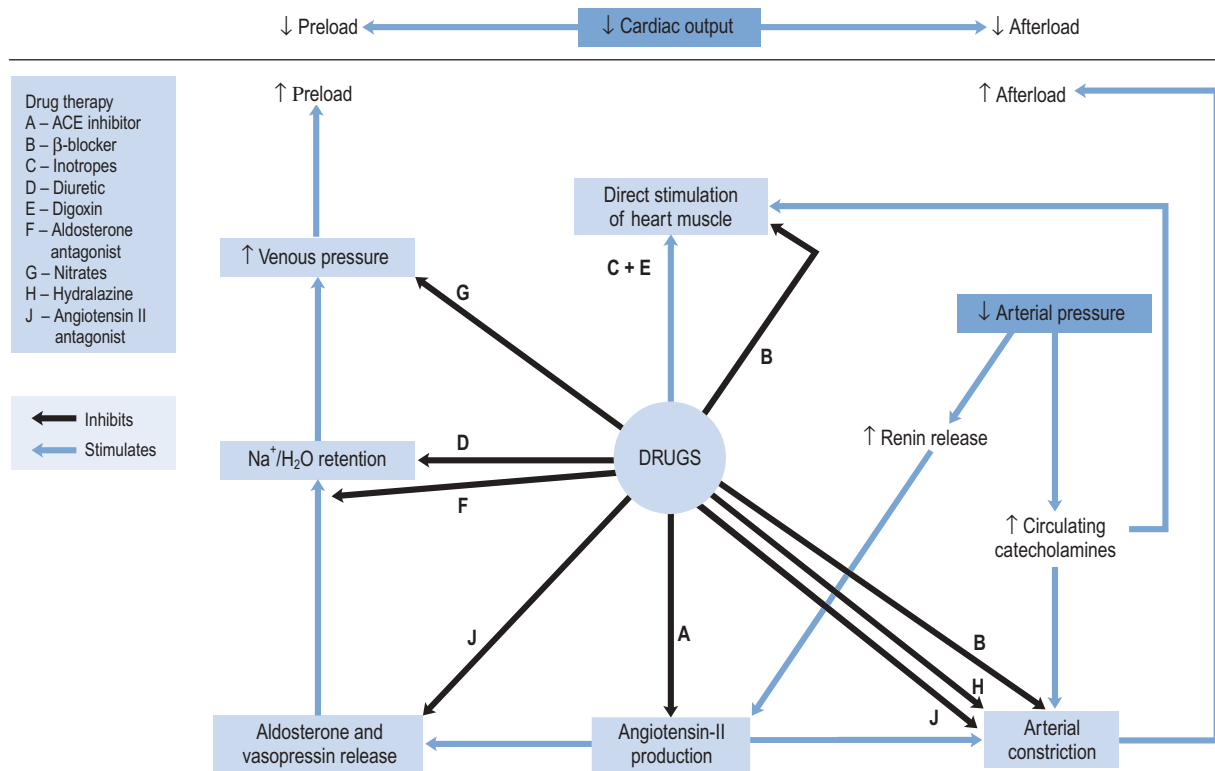 ↓ Preload
↓ Cardiac output
↓ Afterload
Drug therapy
A – ACE inhibitor
B – β-blocker
C – Inotropes
D – Diuretic
E – Digoxin
F – Aldosterone
antagonist
G – Nitrates
H – Hydralazine
J – Angiotensin II
antagonist
Inhibits
Stimulates
↑ Preload
↑ Afterload
Direct stimulation
of heart muscle
↑ Venous pressure
C + E
G
B
↓ Arterial pressure
↑ Renin release
Na⁺/H₂O retention
D
DRUGS
F
↑ Circulating
catecholamines
J
A
B
H
J
Aldosterone and
vasopressin release
Angiotensin-II
production
Arterial
constriction